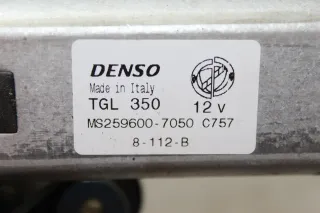 DENSO
Made in Italy
TGL 350 12 V
MS259600-7050 C757
8-112-B